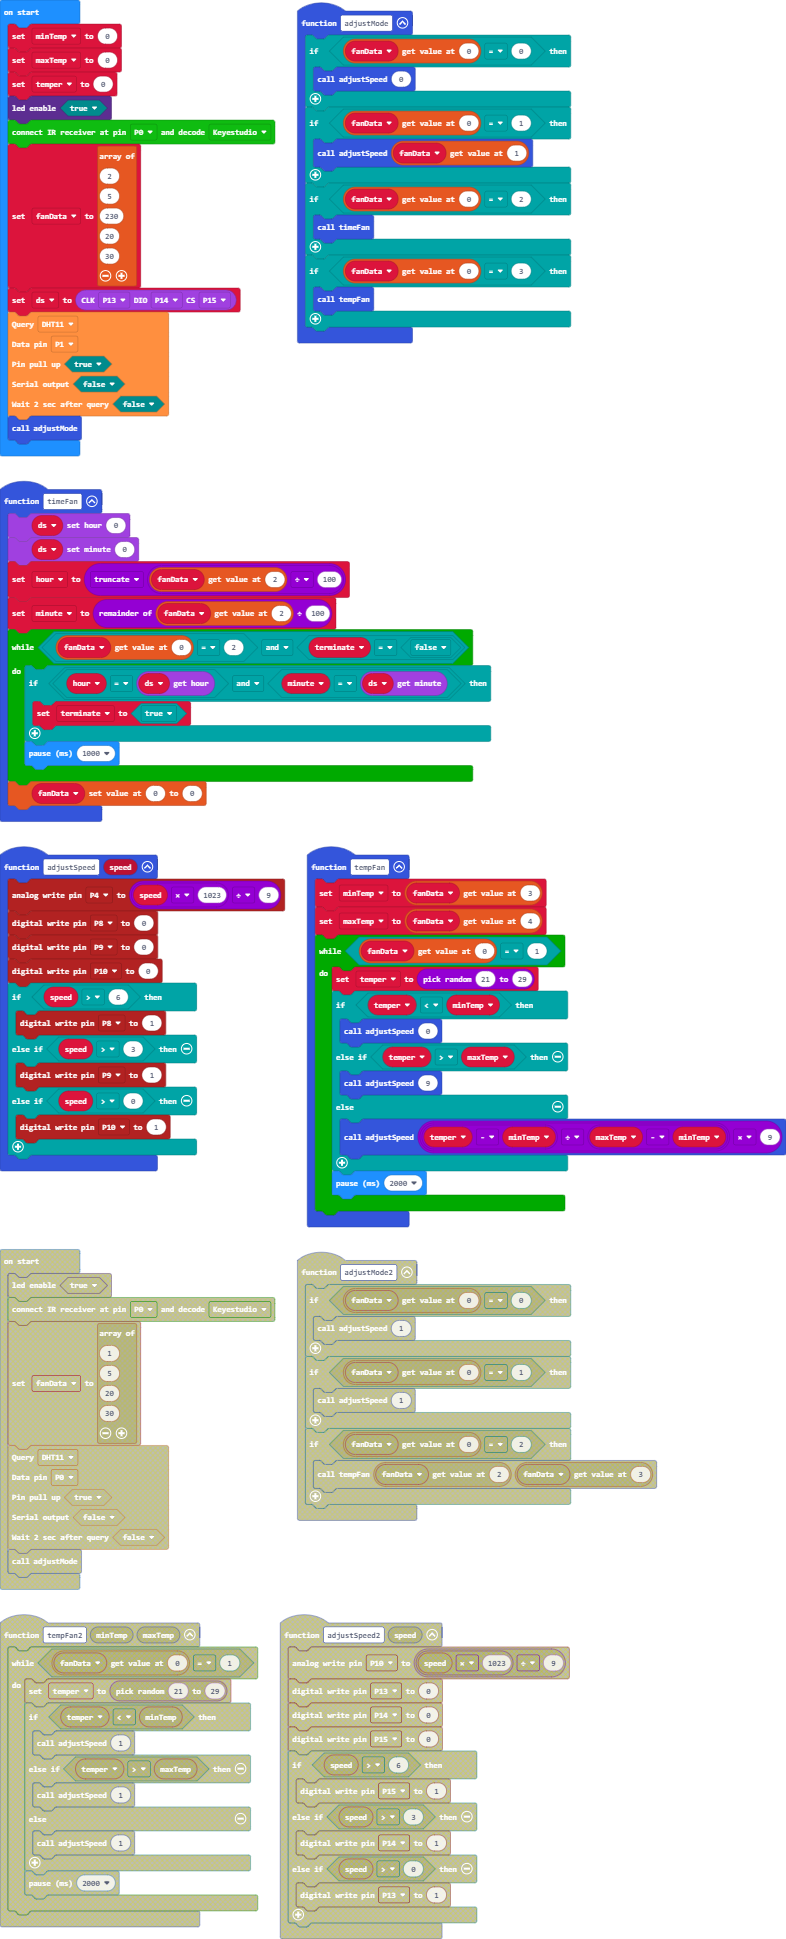 on start
set minTemp to 0
set maxTemp to 0
set temper to 0
led enable true
connect IR receiver at pin P0 and decode Keyestudio
array of
2
5
set fanData to 230
20
30
set ds to CLK P13 DIO P14 CS P15
Query DHT11
Data pin P1
Pin pull up true
Serial output false
Wait 2 sec after query false
call adjustMode
function adjustMode
if fanData get value at 0 = 0 then
call adjustSpeed 0
if fanData get value at 0 = 1 then
call adjustSpeed fanData get value at 1
if fanData get value at 0 = 2 then
call timeFan
if fanData get value at 0 = 3 then
call tempFan
function timeFan
ds set hour 0
ds set minute 0
set hour to truncate fanData get value at 2 ÷ 100
set minute to remainder of fanData get value at 2 ÷ 100
while fanData get value at 0 = 2 and terminate = false
do
if hour = ds get hour and minute = ds get minute then
set terminate to true
pause (ms) 1000
fanData set value at 0 to 0
function adjustSpeed speed
analog write pin P4 to speed × 1023 ÷ 9
digital write pin P8 to 0
digital write pin P9 to 0
digital write pin P10 to 0
if speed > 6 then
digital write pin P8 to 1
else if speed > 3 then
digital write pin P9 to 1
else if speed > 0 then
digital write pin P10 to 1
function tempFan
set minTemp to fanData get value at 3
set maxTemp to fanData get value at 4
while fanData get value at 0 = 1
do
set temper to pick random 21 to 29
if temper < minTemp then
call adjustSpeed 0
else if temper > maxTemp then
call adjustSpeed 9
else
call adjustSpeed temper - minTemp ÷ maxTemp - minTemp × 9
pause (ms) 2000
on start
led enable true
connect IR receiver at pin P0 and decode Keyestudio
array of
1
5
set fanData to
20
30
Query DHT11
Data pin P0
Pin pull up true
Serial output false
Wait 2 sec after query false
call adjustMode
function adjustMode2
if fanData get value at 0 = 0 then
call adjustSpeed 1
if fanData get value at 0 = 1 then
call adjustSpeed 1
if fanData get value at 0 = 2 then
call tempFan fanData get value at 2 fanData get value at 3
function tempFan2 minTemp maxTemp
while fanData get value at 0 = 1
do
set temper to pick random 21 to 29
if temper < minTemp then
call adjustSpeed 1
else if temper > maxTemp then
call adjustSpeed 1
else
call adjustSpeed 1
pause (ms) 2000
function adjustSpeed2 speed
analog write pin P10 to speed × 1023 ÷ 9
digital write pin P13 to 0
digital write pin P14 to 0
digital write pin P15 to 0
if speed > 6 then
digital write pin P15 to 1
else if speed > 3 then
digital write pin P14 to 1
else if speed > 0 then
digital write pin P13 to 1